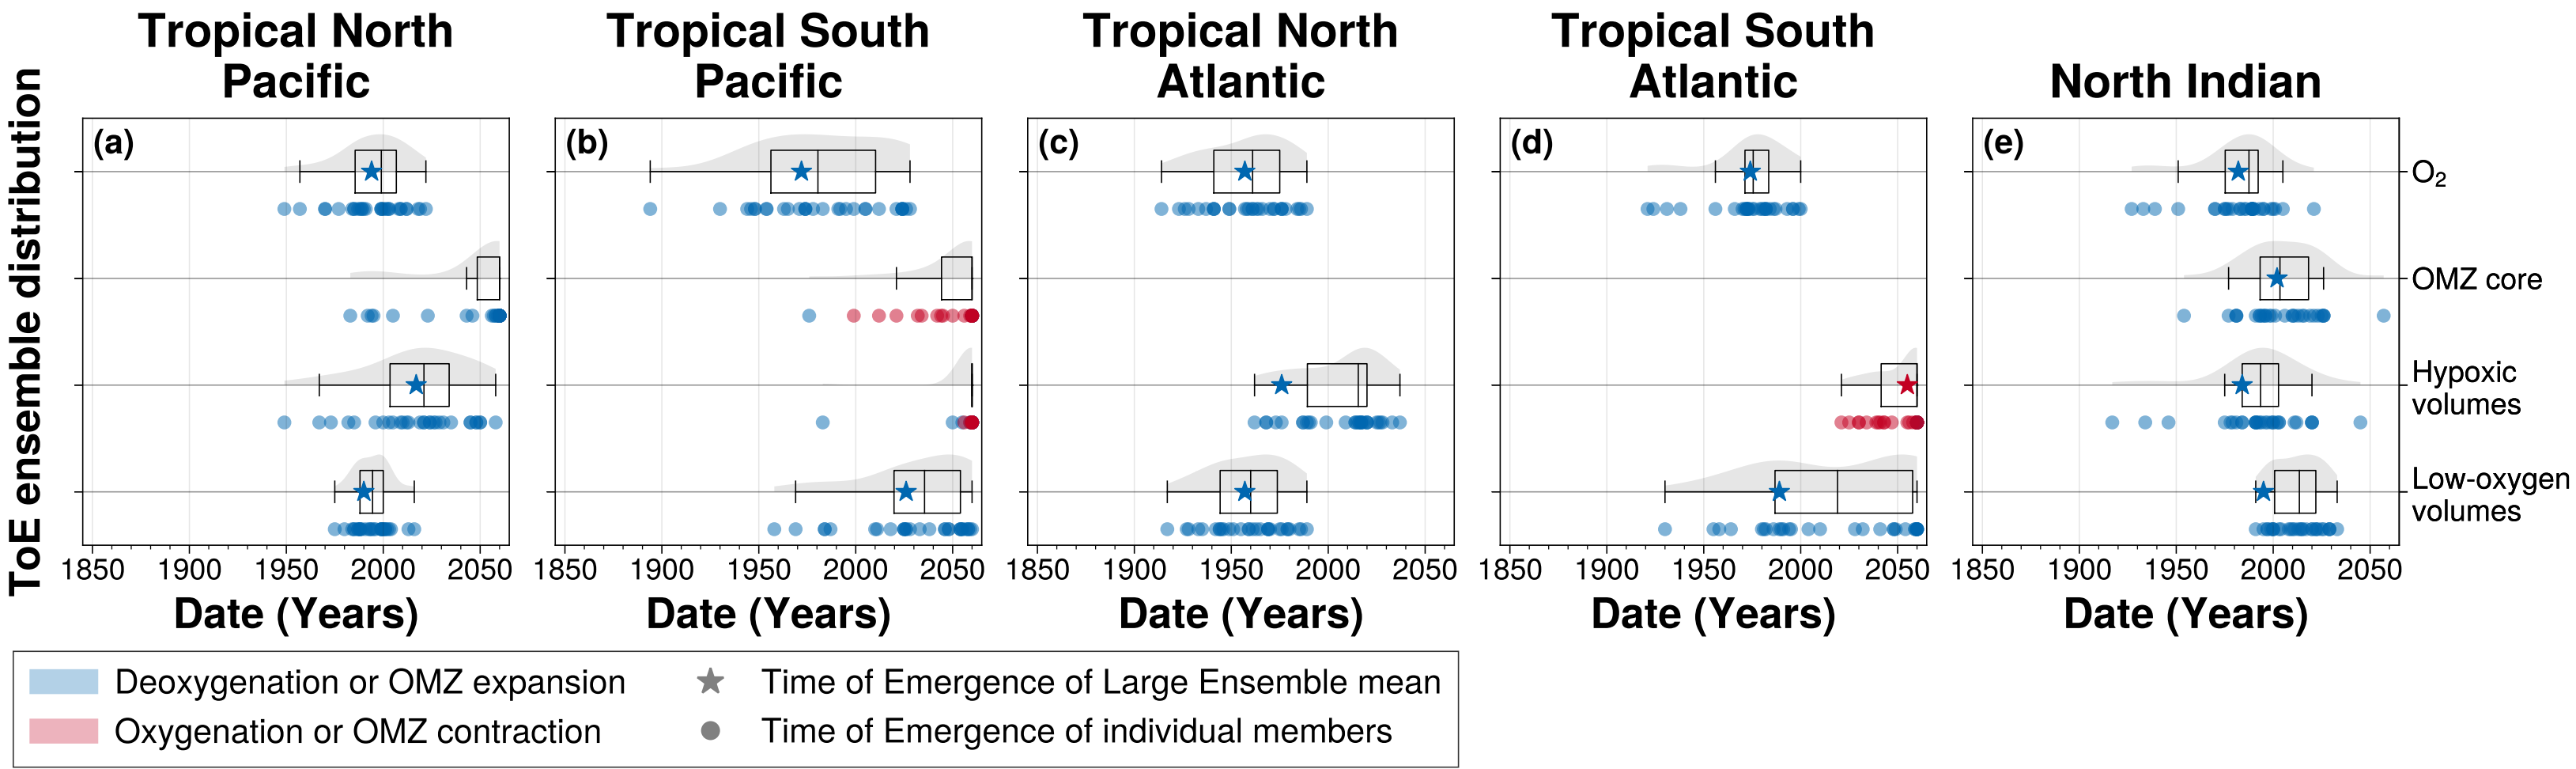 Tropical North
Pacific
Tropical South
Pacific
Tropical North
Atlantic
Tropical South
Atlantic
North Indian
ToE ensemble distribution
(a)
(b)
(c)
(d)
(e)
O₂
OMZ core
Hypoxic
volumes
Low-oxygen
volumes
1850 1900 1950 2000 2050
1850 1900 1950 2000 2050
1850 1900 1950 2000 2050
1850 1900 1950 2000 2050
1850 1900 1950 2000 2050
Date (Years)
Date (Years)
Date (Years)
Date (Years)
Date (Years)
Deoxygenation or OMZ expansion
Oxygenation or OMZ contraction
Time of Emergence of Large Ensemble mean
Time of Emergence of individual members